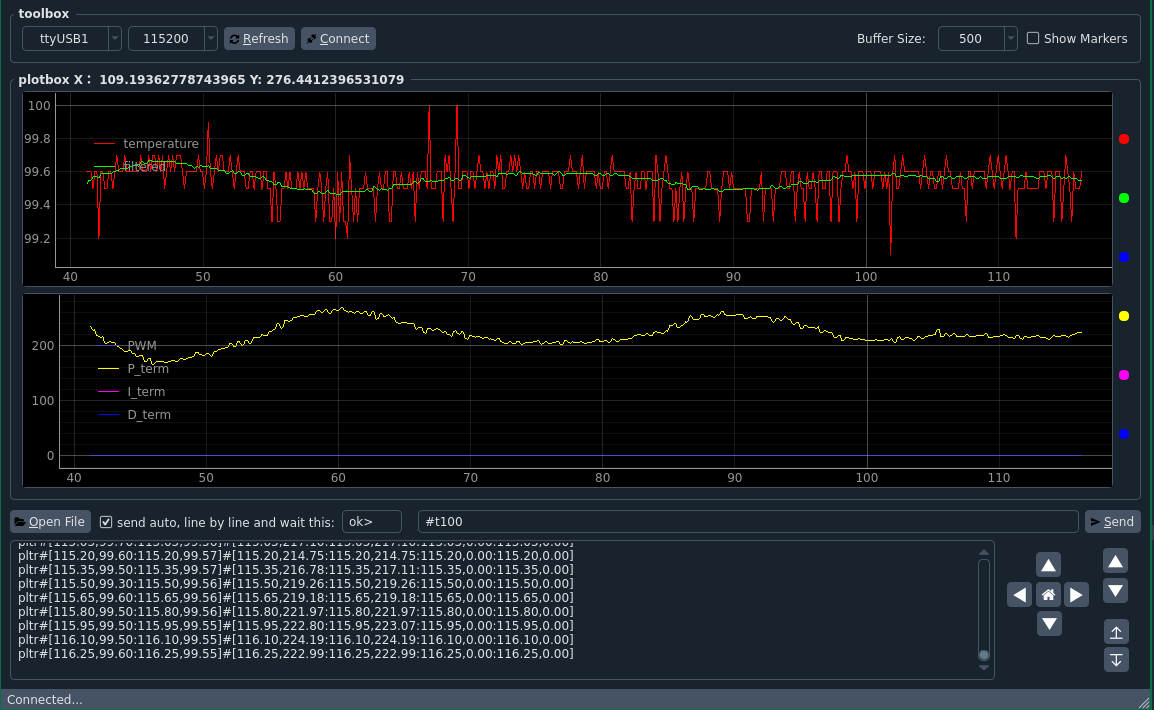 toolbox
ttyUSB1 115200 Refresh Connect Buffer Size: 500 Show Markers
plotbox X : 109.19362778743965 Y: 276.4412396531079
100
99.8
99.6
99.4
99.2
temperature
filtered
40 50 60 70 80 90 100 110
200
100
0
PWM
P_term
I_term
D_term
40 50 60 70 80 90 100 110
Open File send auto, line by line and wait this: ok> #t100 Send
pltr#[115.20,99.60:115.20,99.57]#[115.20,214.75:115.20,214.75:115.20,0.00:115.20,0.00]
pltr#[115.35,99.50:115.35,99.57]#[115.35,216.78:115.35,217.11:115.35,0.00:115.35,0.00]
pltr#[115.50,99.30:115.50,99.56]#[115.50,219.26:115.50,219.26:115.50,0.00:115.50,0.00]
pltr#[115.65,99.60:115.65,99.56]#[115.65,219.18:115.65,219.18:115.65,0.00:115.65,0.00]
pltr#[115.80,99.50:115.80,99.56]#[115.80,221.97:115.80,221.97:115.80,0.00:115.80,0.00]
pltr#[115.95,99.50:115.95,99.55]#[115.95,222.80:115.95,223.07:115.95,0.00:115.95,0.00]
pltr#[116.10,99.50:116.10,99.55]#[116.10,224.19:116.10,224.19:116.10,0.00:116.10,0.00]
pltr#[116.25,99.60:116.25,99.55]#[116.25,222.99:116.25,222.99:116.25,0.00:116.25,0.00]
Connected...